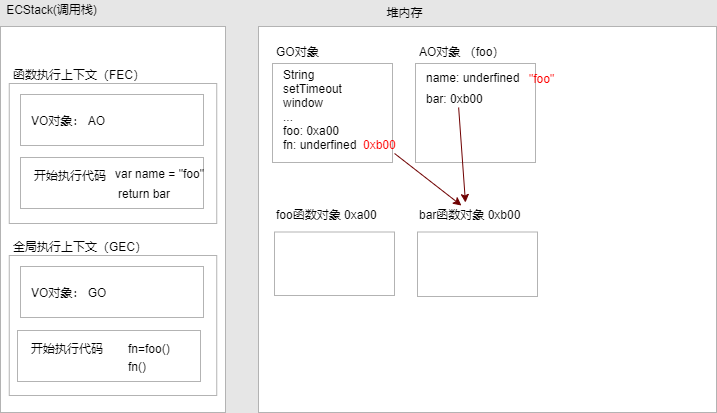 ECStack(调用栈)
函数执行上下文（FEC）
VO对象： AO
开始执行代码 var name = "foo"
return bar
全局执行上下文（GEC）
VO对象： GO
开始执行代码 fn=foo()
fn()
堆内存
GO对象
String
setTimeout
window
...
foo: 0xa00
fn: undefined 0xb00
AO对象 （foo）
name: undefined "foo"
bar: 0xb00
foo函数对象 0xa00
bar函数对象 0xb00